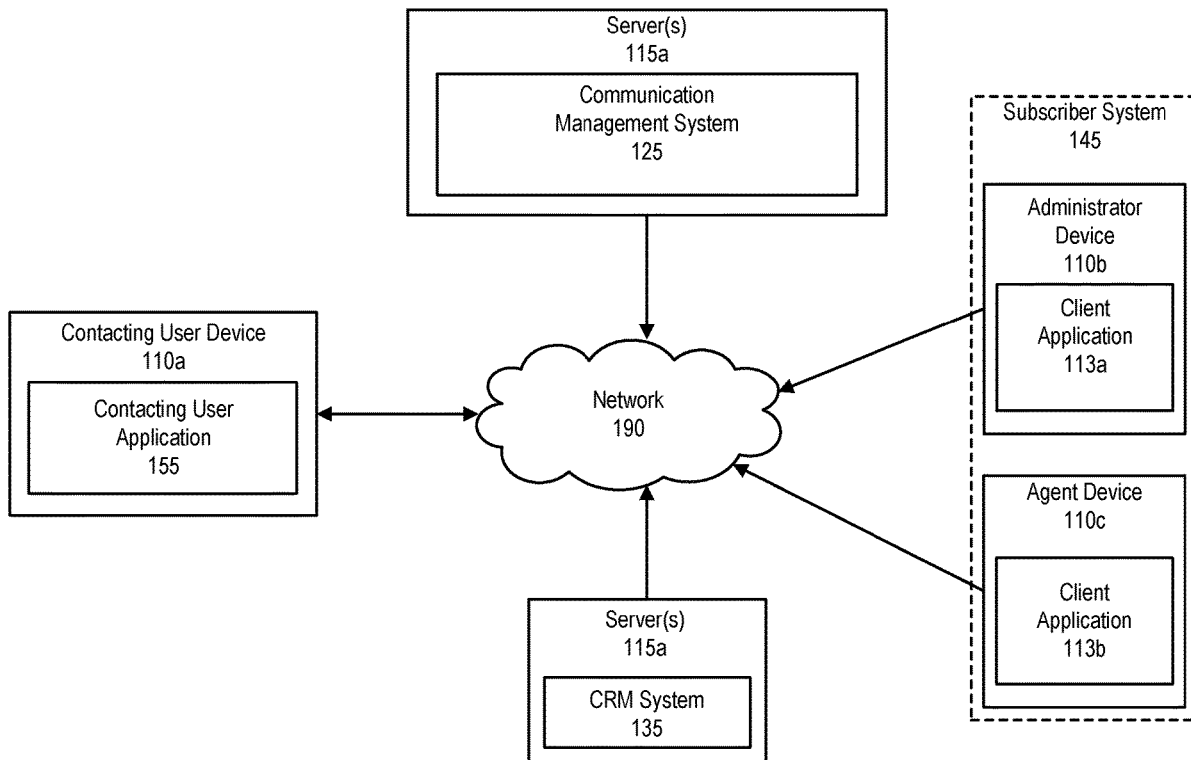 Server(s)
115a
Communication
Management System
125
Subscriber System
145
Administrator
Device
110b
Client
Application
113a
Contacting User Device
110a
Contacting User
Application
155
Network
190
Agent Device
110c
Client
Application
113b
Server(s)
115a
CRM System
135